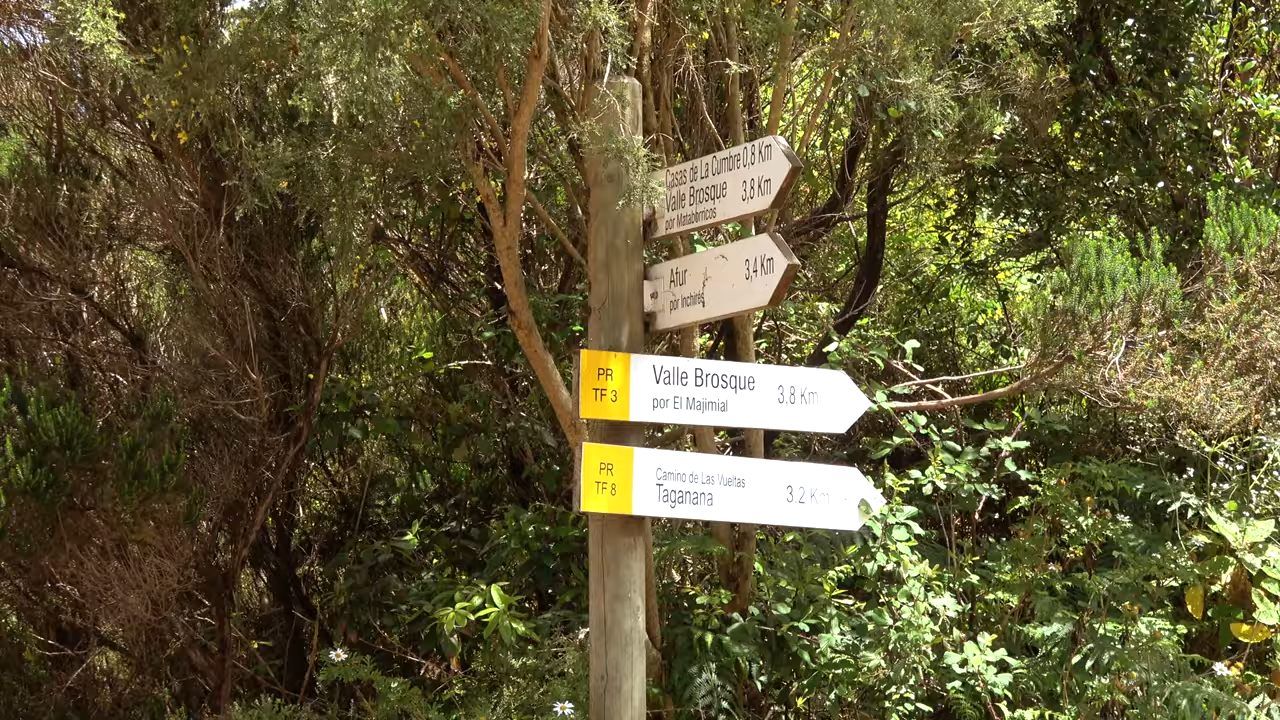 Casas de La Cumbre 0,8 Km
Valle Brosque 3,8 Km
por Mataborricos
Afur 3,4 Km
por Inchirés
PR
TF 3
Valle Brosque 3.8 Km
por El Majimial
PR
TF 8
Camino de Las Vueltas
Taganana 3.2 Km